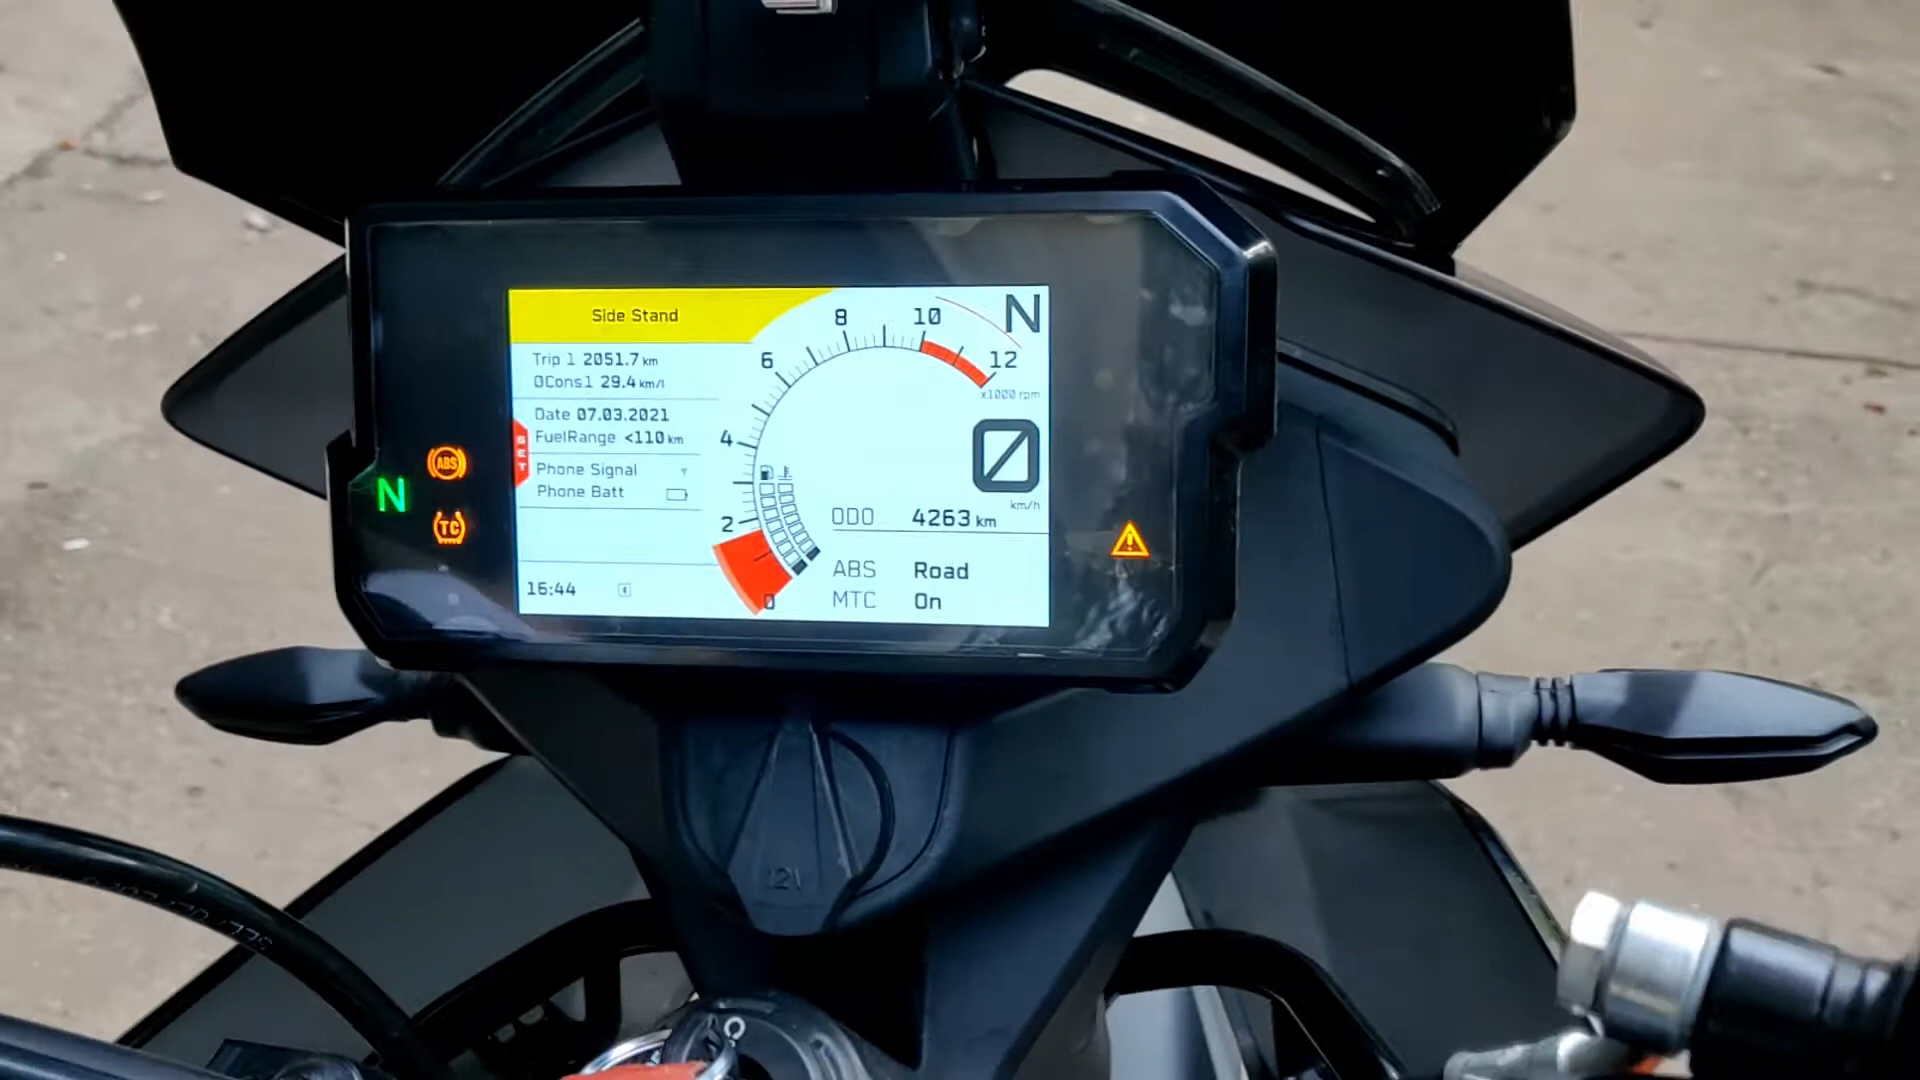 Side Stand
Trip 1 2051.7 km
ØCons1 29.4 km/l
Date 07.03.2021
FuelRange <110 km
SET
Phone Signal
Phone Batt
15:44
0
2
4
6
8
10
12
x1000 rpm
N
0
km/h
ODO 4263 km
ABS Road
MTC On
ABS
N
TC
12V